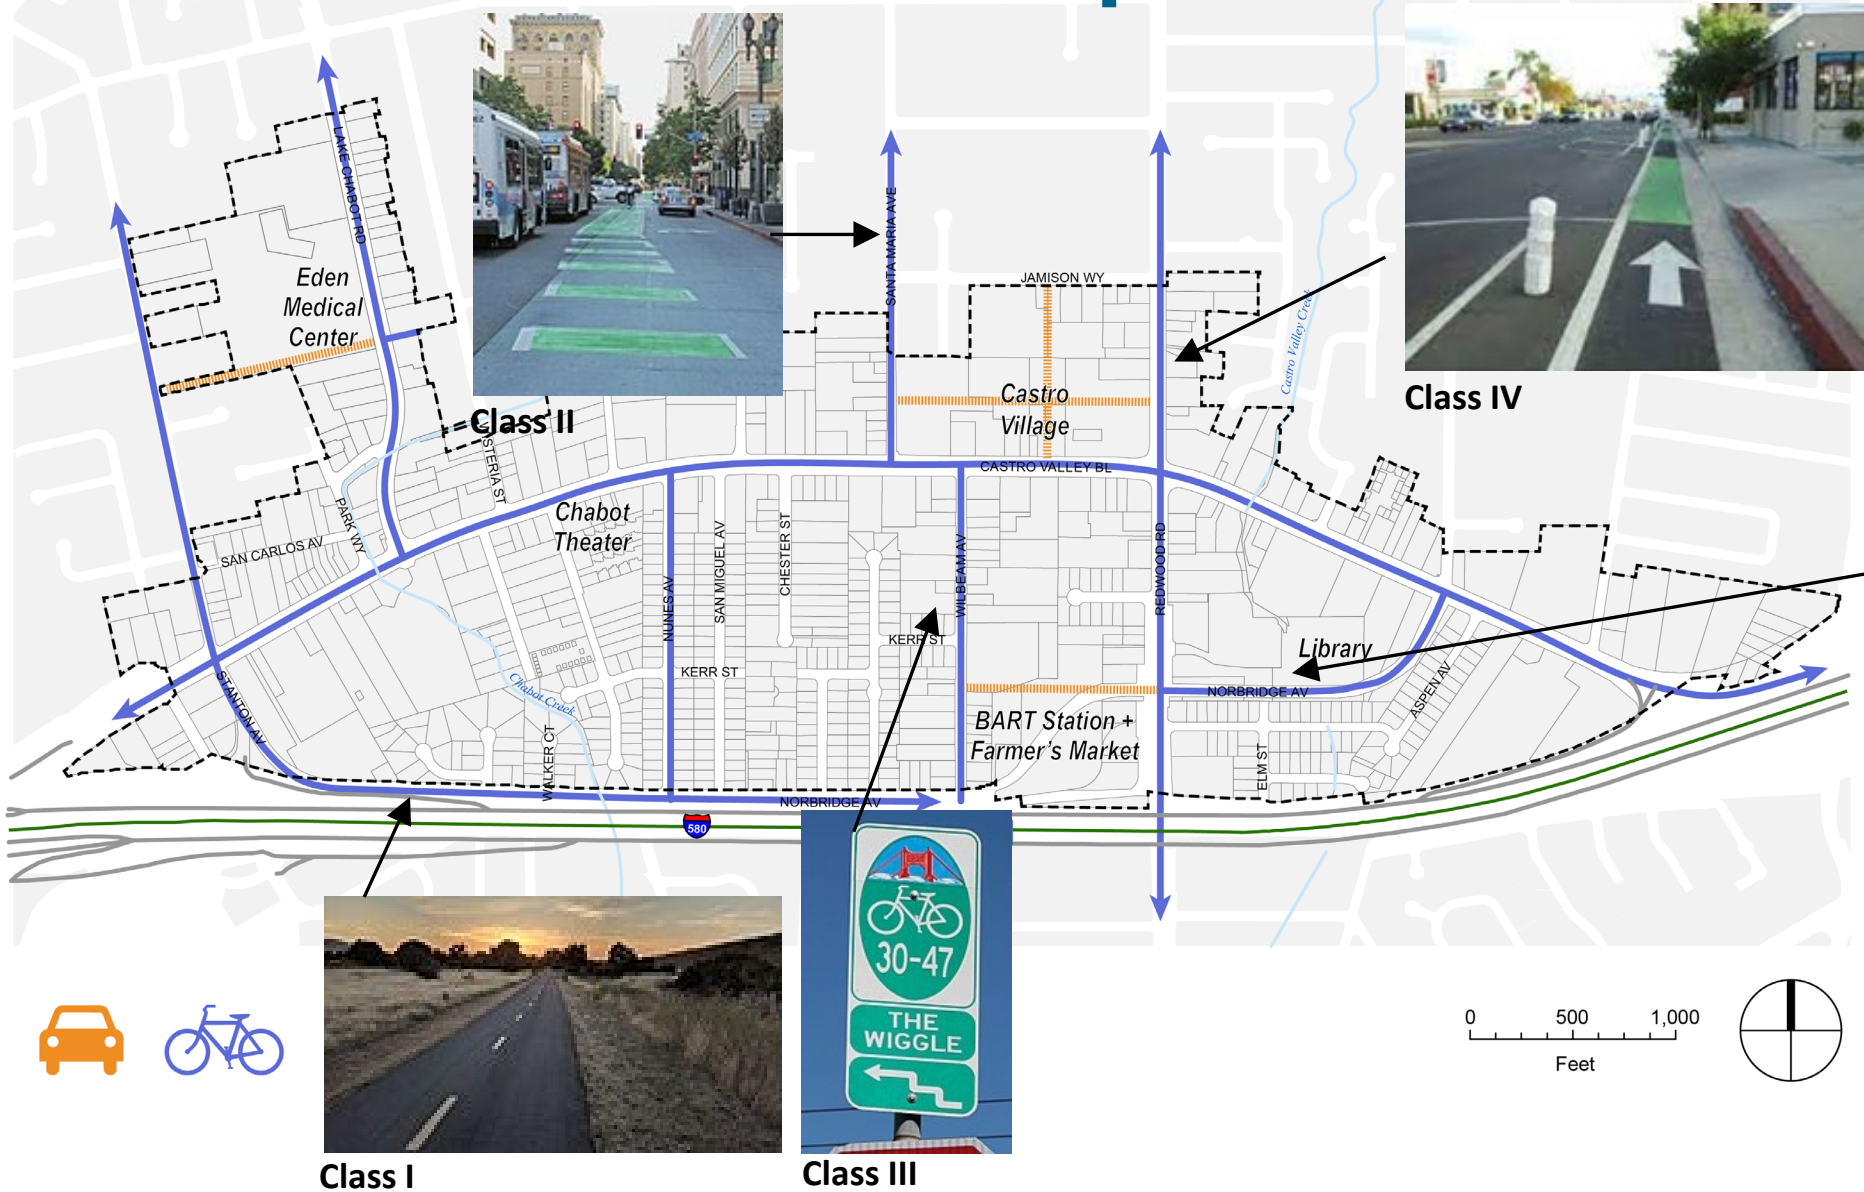 LAKE CHABOT RD
Eden
Medical
Center
Class II
SANTA MARIA AVE
JAMISON WY
Castro
Village
Castro Valley Creek
Class IV
CASTRO VALLEY BL
WISTERIA ST
PARK WY
SAN CARLOS AV
Chabot
Theater
NUNES AV
SAN MIGUEL AV
CHESTER ST
WILBEAM AV
REDWOOD RD
KERR ST
KERR ST
Library
NORBRIDGE AV
ASPEN AV
STANTON AV
Chabot Creek
WALKER CT
BART Station +
Farmer's Market
ELM ST
NORBRIDGE AV
580
30-47
THE
WIGGLE
Class I
Class III
0 500 1,000
Feet